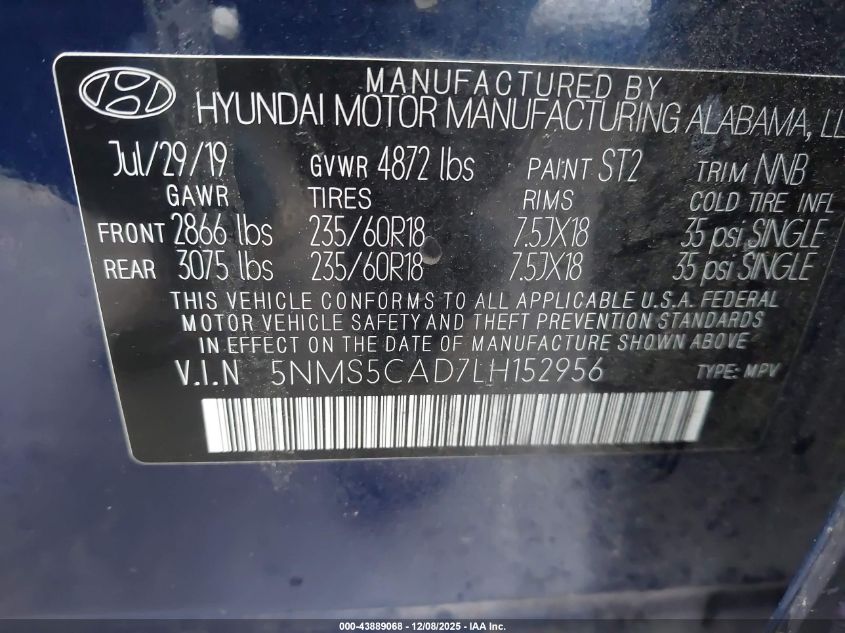 MANUFACTURED BY
HYUNDAI MOTOR MANUFACTURING ALABAMA, LL
Jul/29/19 GVWR 4872 lbs PAINT ST2 TRIM NNB
GAWR TIRES RIMS COLD TIRE INFL
FRONT 2866 lbs 235/60R18 7.5JX18 35 psi SINGLE
REAR 3075 lbs 235/60R18 7.5JX18 35 psi SINGLE
THIS VEHICLE CONFORMS TO ALL APPLICABLE U.S.A. FEDERAL
MOTOR VEHICLE SAFETY AND THEFT PREVENTION STANDARDS
IN EFFECT ON THE DATE OF MANUFACTURE SHOWN ABOVE
V.I.N 5NMS5CAD7LH152956 TYPE: MPV
000-43889068 - 12/08/2025 - IAA Inc.